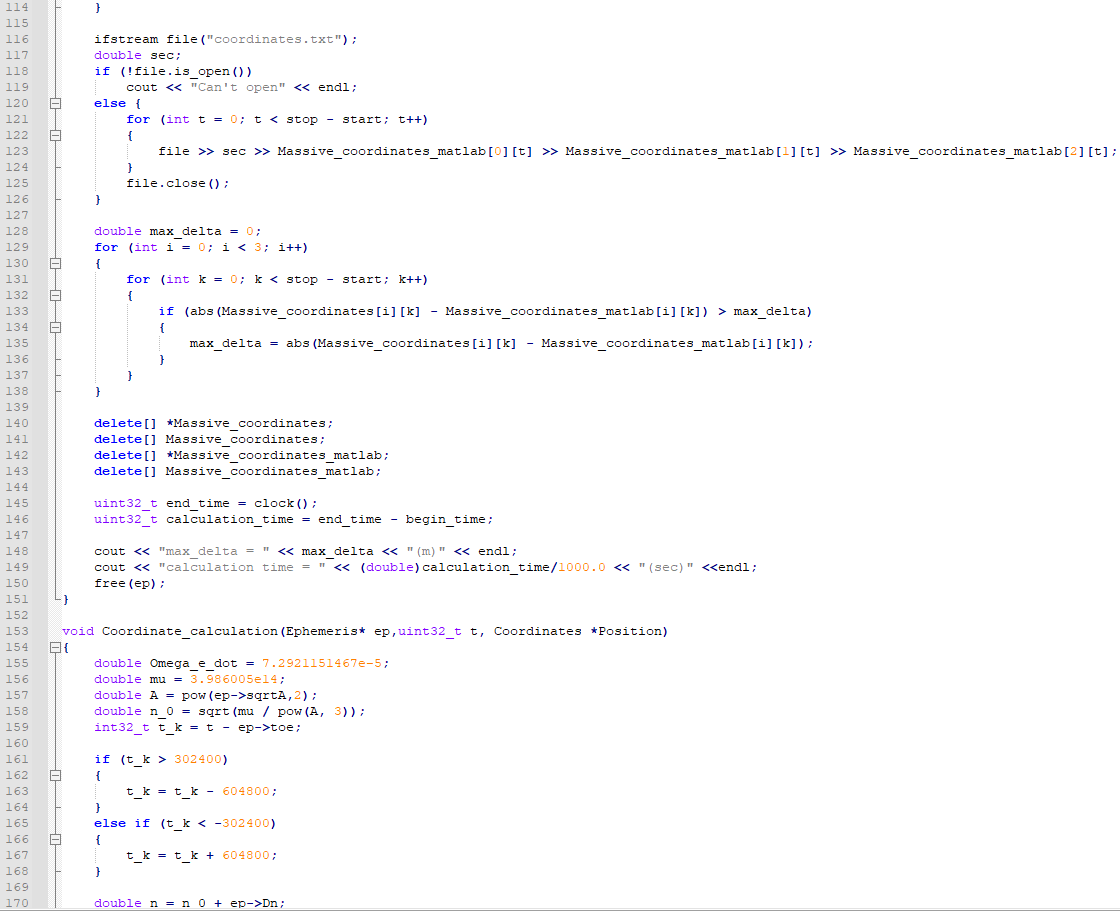 114 }
115
116 ifstream file("coordinates.txt");
117 double sec;
118 if (!file.is_open())
119 cout << "Can't open" << endl;
120 else {
121 for (int t = 0; t < stop - start; t++)
122 {
123 file >> sec >> Massive_coordinates_matlab[0][t] >> Massive_coordinates_matlab[1][t] >> Massive_coordinates_matlab[2][t];
124 }
125 file.close();
126 }
127
128 double max_delta = 0;
129 for (int i = 0; i < 3; i++)
130 {
131 for (int k = 0; k < stop - start; k++)
132 {
133 if (abs(Massive_coordinates[i][k] - Massive_coordinates_matlab[i][k]) > max_delta)
134 {
135 max_delta = abs(Massive_coordinates[i][k] - Massive_coordinates_matlab[i][k]);
136 }
137 }
138 }
139
140 delete[] *Massive_coordinates;
141 delete[] Massive_coordinates;
142 delete[] *Massive_coordinates_matlab;
143 delete[] Massive_coordinates_matlab;
144
145 uint32_t end_time = clock();
146 uint32_t calculation_time = end_time - begin_time;
147
148 cout << "max_delta = " << max_delta << "(m)" << endl;
149 cout << "calculation time = " << (double)calculation_time/1000.0 << "(sec)" <<endl;
150 free(ep);
151 }
152
153 void Coordinate_calculation(Ephemeris* ep,uint32_t t, Coordinates *Position)
154 {
155 double Omega_e_dot = 7.2921151467e-5;
156 double mu = 3.986005e14;
157 double A = pow(ep->sqrtA,2);
158 double n_0 = sqrt(mu / pow(A, 3));
159 int32_t t_k = t - ep->toe;
160
161 if (t_k > 302400)
162 {
163 t_k = t_k - 604800;
164 }
165 else if (t_k < -302400)
166 {
167 t_k = t_k + 604800;
168 }
169
170 double n = n_0 + ep->Dn;